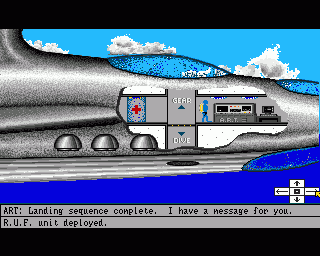 GEAR
A.R.T.
DIVE
ART: Landing sequence complete. I have a message for you.
R.U.F. unit deployed.